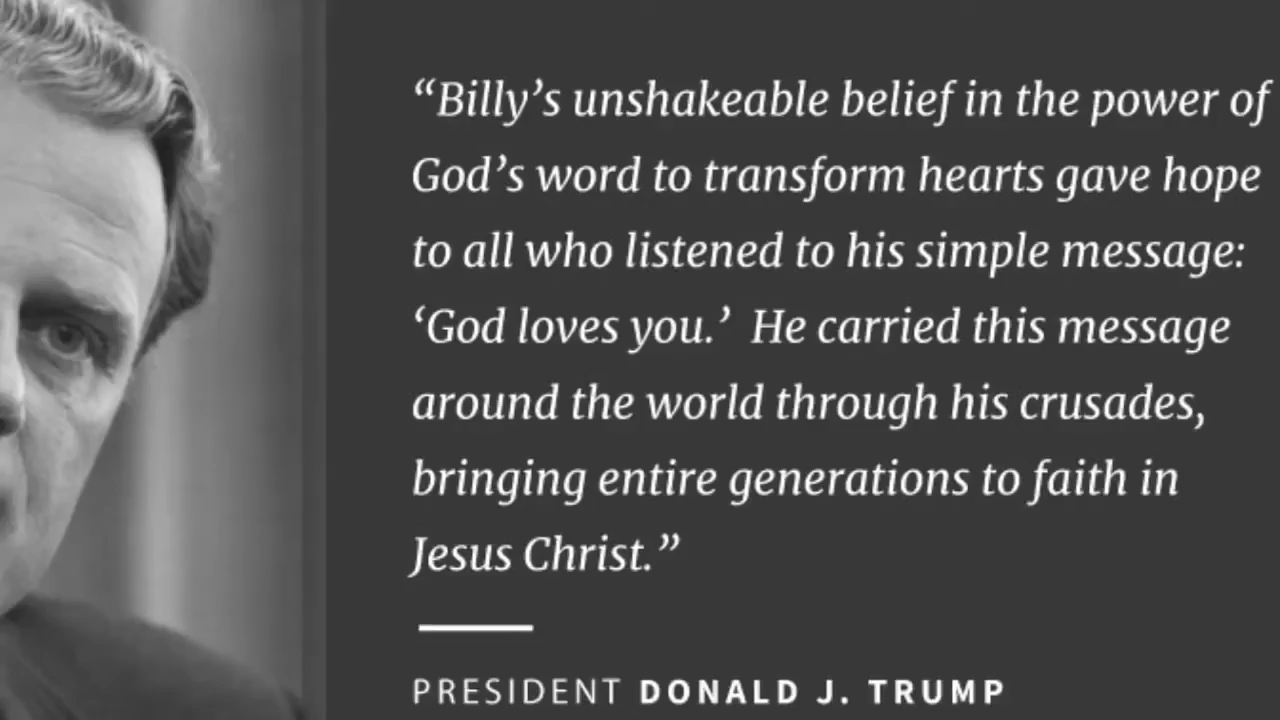 “Billy’s unshakeable belief in the power of
God’s word to transform hearts gave hope
to all who listened to his simple message:
‘God loves you.’  He carried this message
around the world through his crusades,
bringing entire generations to faith in
Jesus Christ.”
PRESIDENT DONALD J. TRUMP